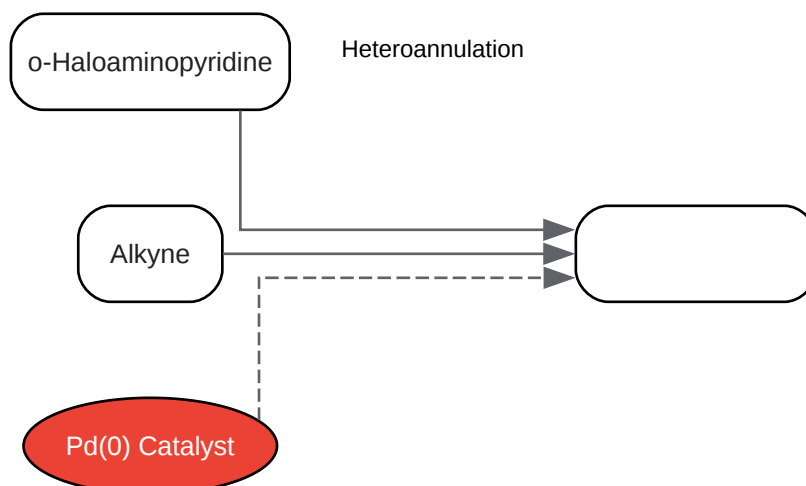 o-Haloaminopyridine
Heteroannulation
Alkyne
Pd(0) Catalyst